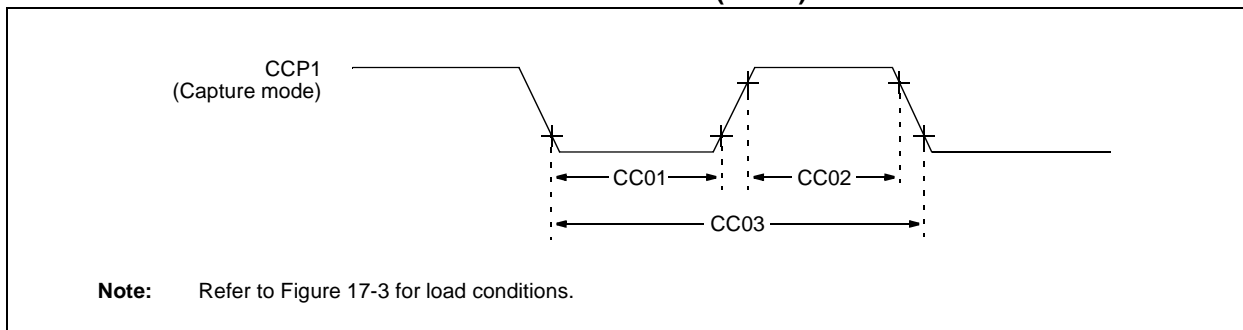 CCP1
(Capture mode)
CC01
CC02
CC03
Note: Refer to Figure 17-3 for load conditions.